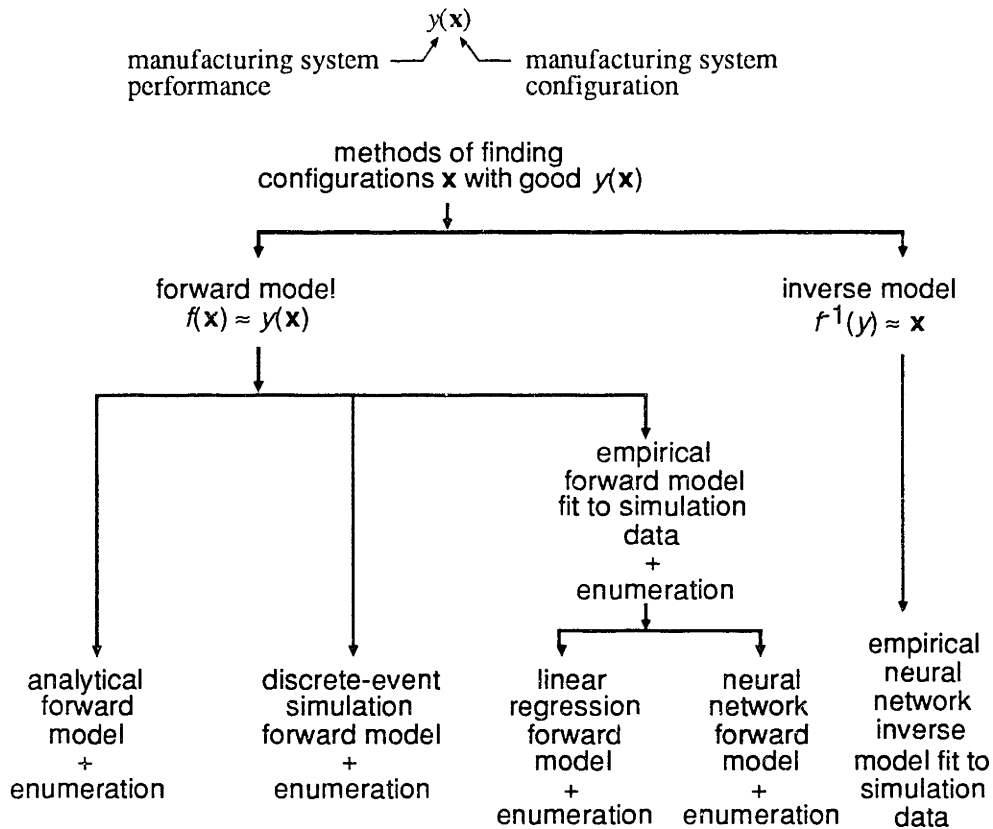 y(x)
manufacturing system
performance
manufacturing system
configuration
methods of finding
configurations x with good y(x)
forward model
f(x) ≈ y(x)
inverse model
f-1(y) ≈ x
empirical
forward model
fit to simulation
data
+
enumeration
analytical
forward
model
+
enumeration
discrete-event
simulation
forward model
+
enumeration
linear
regression
forward
model
+
enumeration
neural
network
forward
model
+
enumeration
empirical
neural
network
inverse
model fit to
simulation
data